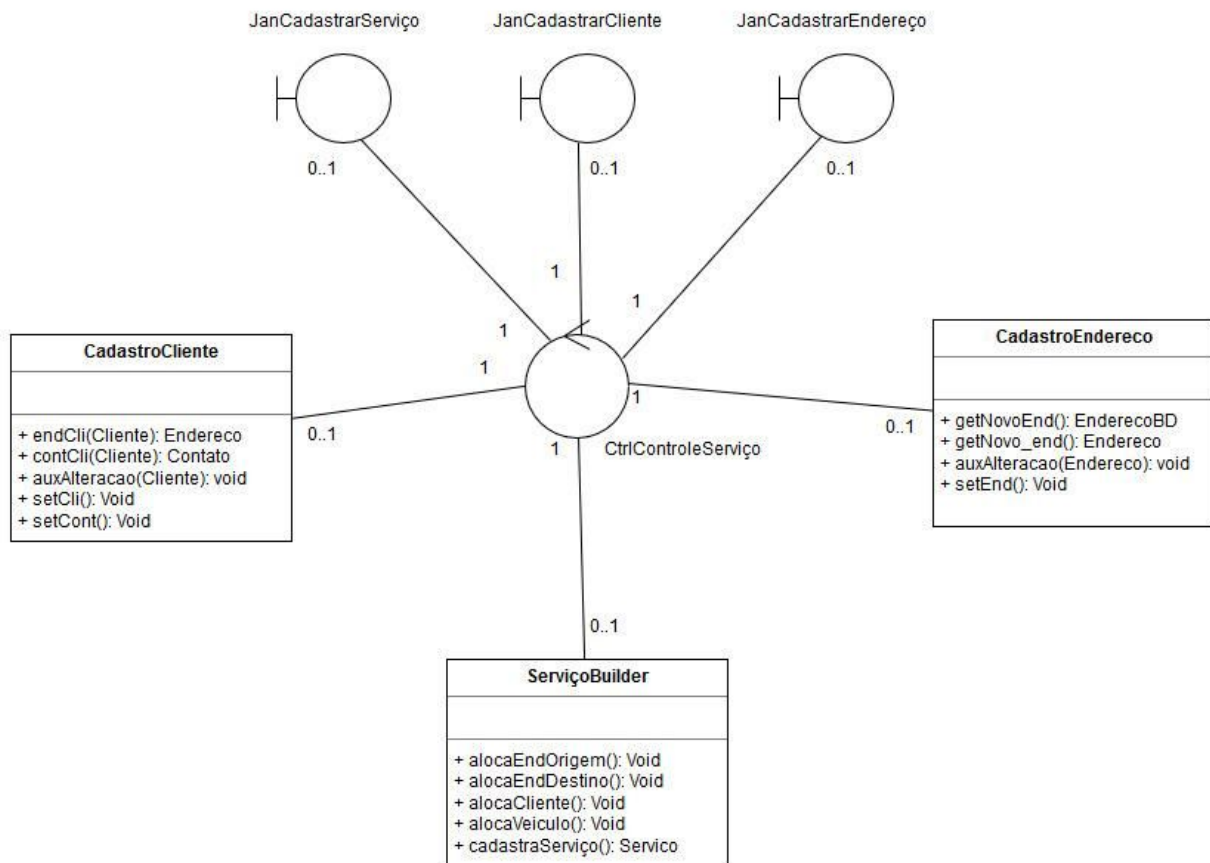 JanCadastrarServiço
JanCadastrarCliente
JanCadastrarEndereço
0..1
0..1
0..1
1
1
1
CadastroCliente
+ endCli(Cliente): Endereco
+ contCli(Cliente): Contato
+ auxAlteracao(Cliente): void
+ setCli(): Void
+ setCont(): Void
1
0..1
CtrlControleServiço
1
0..1
CadastroEndereco
+ getNovoEnd(): EnderecoBD
+ getNovo_end(): Endereco
+ auxAlteracao(Endereco): void
+ setEnd(): Void
1
0..1
ServiçoBuilder
+ alocaEndOrigem(): Void
+ alocaEndDestino(): Void
+ alocaCliente(): Void
+ alocaVeiculo(): Void
+ cadastraServiço(): Servico